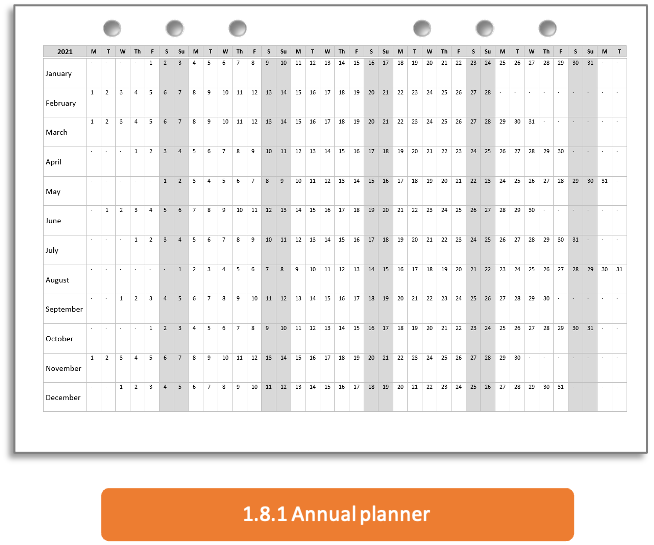 2021 M T W Th F S Su M T W Th F S Su M T W Th F S Su M T W Th F S Su M T W Th F S Su M T
January 1 2 3 4 5 6 7 8 9 10 11 12 13 14 15 16 17 18 19 20 21 22 23 24 25 26 27 28 29 30 31
February 1 2 3 4 5 6 7 8 9 10 11 12 13 14 15 16 17 18 19 20 21 22 23 24 25 26 27 28
March 1 2 3 4 5 6 7 8 9 10 11 12 13 14 15 16 17 18 19 20 21 22 23 24 25 26 27 28 29 30 31
April 1 2 3 4 5 6 7 8 9 10 11 12 13 14 15 16 17 18 19 20 21 22 23 24 25 26 27 28 29 30
May 1 2 3 4 5 6 7 8 9 10 11 12 13 14 15 16 17 18 19 20 21 22 23 24 25 26 27 28 29 30 31
June 1 2 3 4 5 6 7 8 9 10 11 12 13 14 15 16 17 18 19 20 21 22 23 24 25 26 27 28 29 30
July 1 2 3 4 5 6 7 8 9 10 11 12 13 14 15 16 17 18 19 20 21 22 23 24 25 26 27 28 29 30 31
August 1 2 3 4 5 6 7 8 9 10 11 12 13 14 15 16 17 18 19 20 21 22 23 24 25 26 27 28 29 30 31
September 1 2 3 4 5 6 7 8 9 10 11 12 13 14 15 16 17 18 19 20 21 22 23 24 25 26 27 28 29 30
October 1 2 3 4 5 6 7 8 9 10 11 12 13 14 15 16 17 18 19 20 21 22 23 24 25 26 27 28 29 30 31
November 1 2 3 4 5 6 7 8 9 10 11 12 13 14 15 16 17 18 19 20 21 22 23 24 25 26 27 28 29 30
December 1 2 3 4 5 6 7 8 9 10 11 12 13 14 15 16 17 18 19 20 21 22 23 24 25 26 27 28 29 30 31
1.8.1 Annual planner